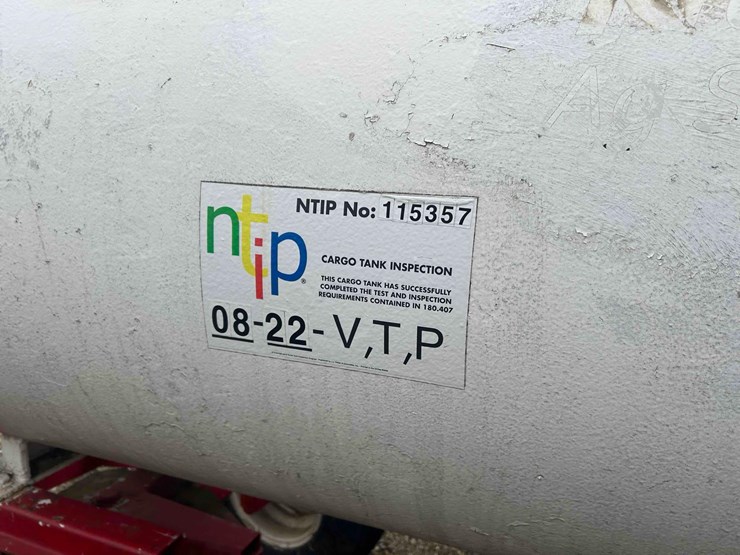 Ag S
ntip
NTIP No: 115357
CARGO TANK INSPECTION
THIS CARGO TANK HAS SUCCESSFULLY
COMPLETED THE TEST AND INSPECTION
REQUIREMENTS CONTAINED IN 180.407
08-22-V,T,P